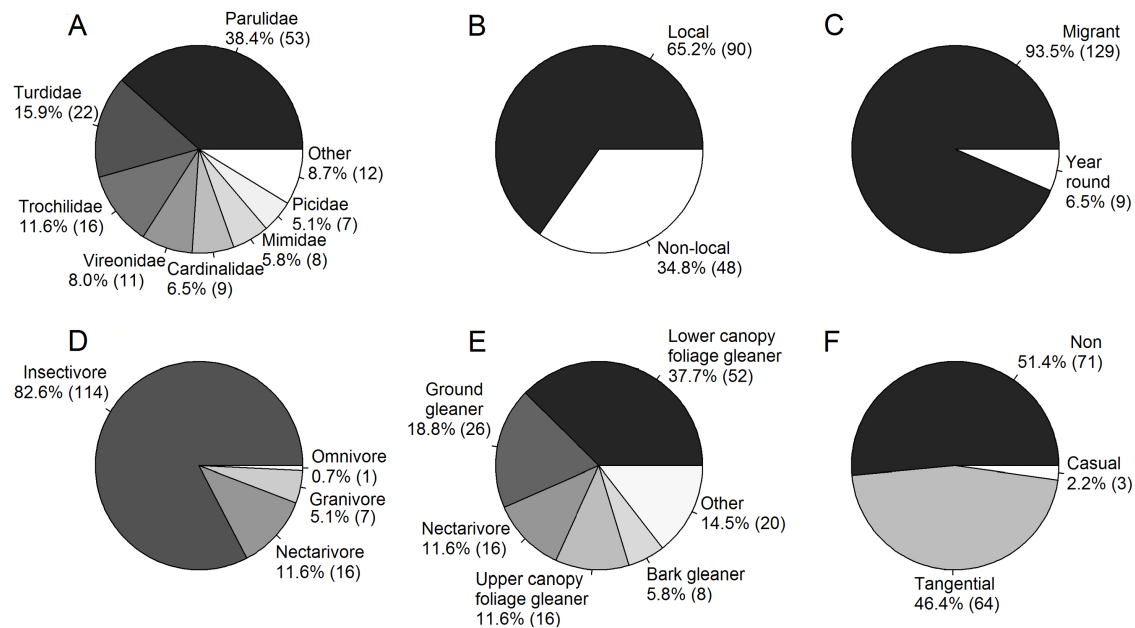 A
Parulidae
38.4% (53)
Turdidae
15.9% (22)
Trochilidae
11.6% (16)
Vireonidae
8.0% (11)
Cardinalidae
6.5% (9)
Mimidae
5.8% (8)
Picidae
5.1% (7)
Other
8.7% (12)
B
Local
65.2% (90)
Non-local
34.8% (48)
C
Migrant
93.5% (129)
Year
round
6.5% (9)
D
Insectivore
82.6% (114)
Omnivore
0.7% (1)
Granivore
5.1% (7)
Nectarivore
11.6% (16)
E
Lower canopy
foliage gleaner
37.7% (52)
Ground
gleaner
18.8% (26)
Nectarivore
11.6% (16)
Upper canopy
foliage gleaner
11.6% (16)
Bark gleaner
5.8% (8)
Other
14.5% (20)
F
Non
51.4% (71)
Casual
2.2% (3)
Tangential
46.4% (64)